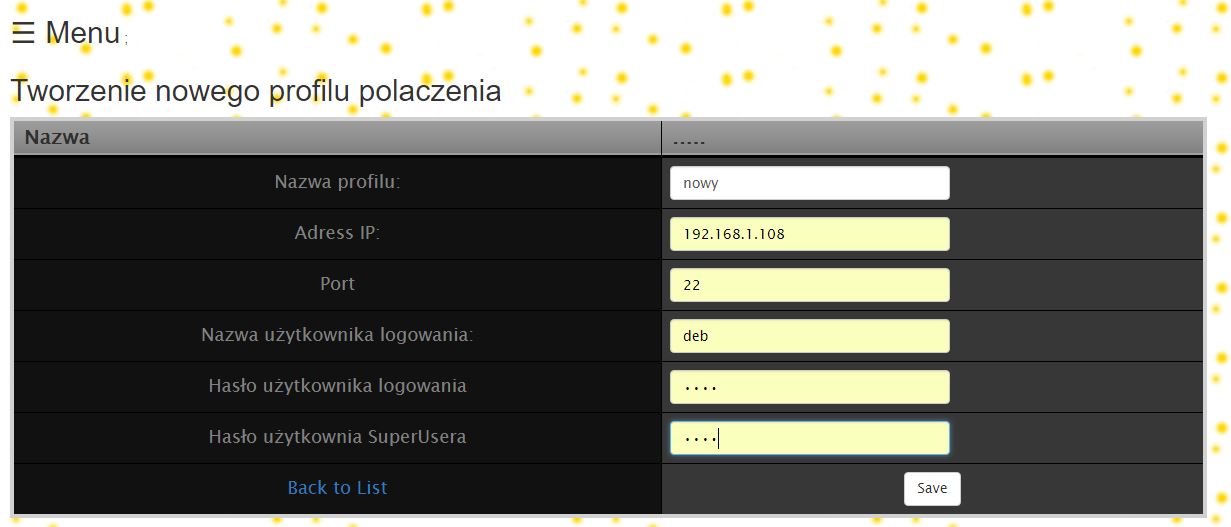 ☰ Menu ;
Tworzenie nowego profilu polaczenia
Nazwa .....
Nazwa profilu: nowy
Adress IP: 192.168.1.108
Port 22
Nazwa użytkownika logowania: deb
Hasło użytkownika logowania ····
Hasło użytkownia SuperUsera ····
Back to List Save